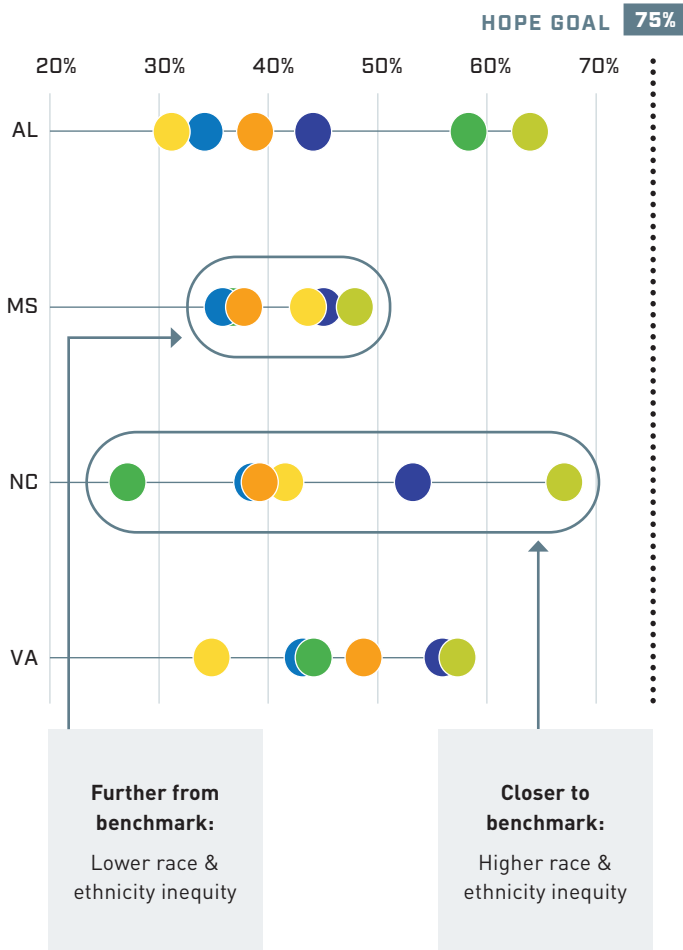 HOPE GOAL 75%
20% 30% 40% 50% 60% 70%
AL
MS
NC
VA
Further from
benchmark:
Lower race &
ethnicity inequity
Closer to
benchmark:
Higher race &
ethnicity inequity